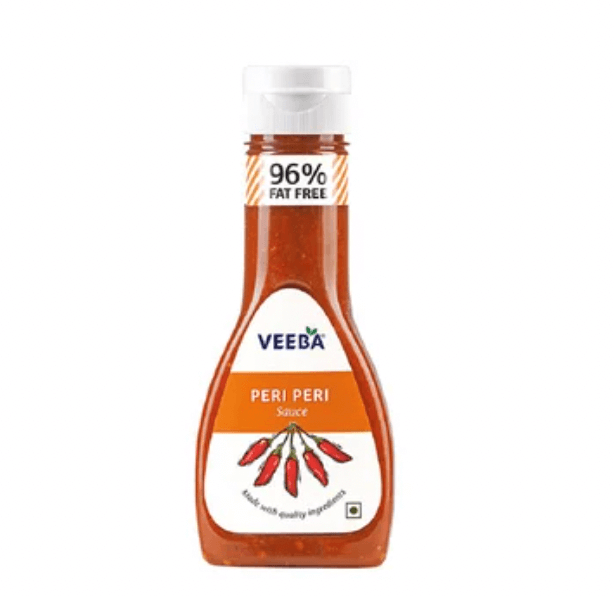 96%
FAT FREE
VEEBA
PERI PERI
Sauce
Made with quality ingredients